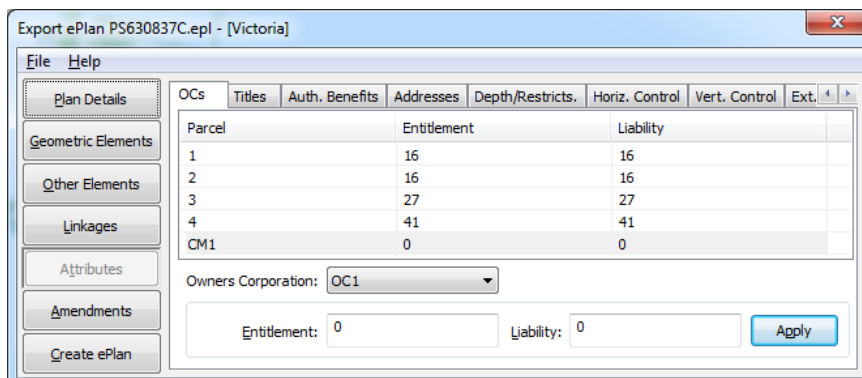 Export ePlan PS630837C.epl - [Victoria]
File Help
Plan Details
Geometric Elements
Other Elements
Linkages
Attributes
Amendments
Create ePlan
OCs Titles Auth. Benefits Addresses Depth/Restricts. Horiz. Control Vert. Control Ext.
Parcel Entitlement Liability
1 16 16
2 16 16
3 27 27
4 41 41
CM1 0 0
Owners Corporation: OC1
Entitlement: 0 Liability: 0 Apply